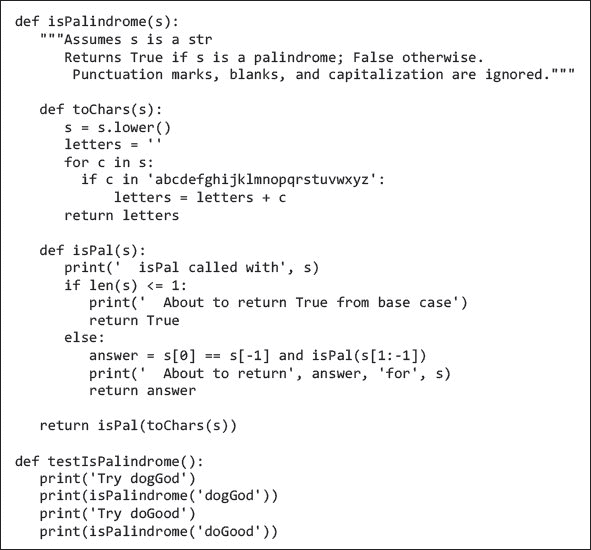 def isPalindrome(s):
   """Assumes s is a str
      Returns True if s is a palindrome; False otherwise.
       Punctuation marks, blanks, and capitalization are ignored."""

   def toChars(s):
      s = s.lower()
      letters = ''
      for c in s:
        if c in 'abcdefghijklmnopqrstuvwxyz':
            letters = letters + c
      return letters

   def isPal(s):
      print('  isPal called with', s)
      if len(s) <= 1:
         print('  About to return True from base case')
         return True
      else:
         answer = s[0] == s[-1] and isPal(s[1:-1])
         print('  About to return', answer, 'for', s)
         return answer

   return isPal(toChars(s))

def testIsPalindrome():
   print('Try dogGod')
   print(isPalindrome('dogGod'))
   print('Try doGood')
   print(isPalindrome('doGood'))